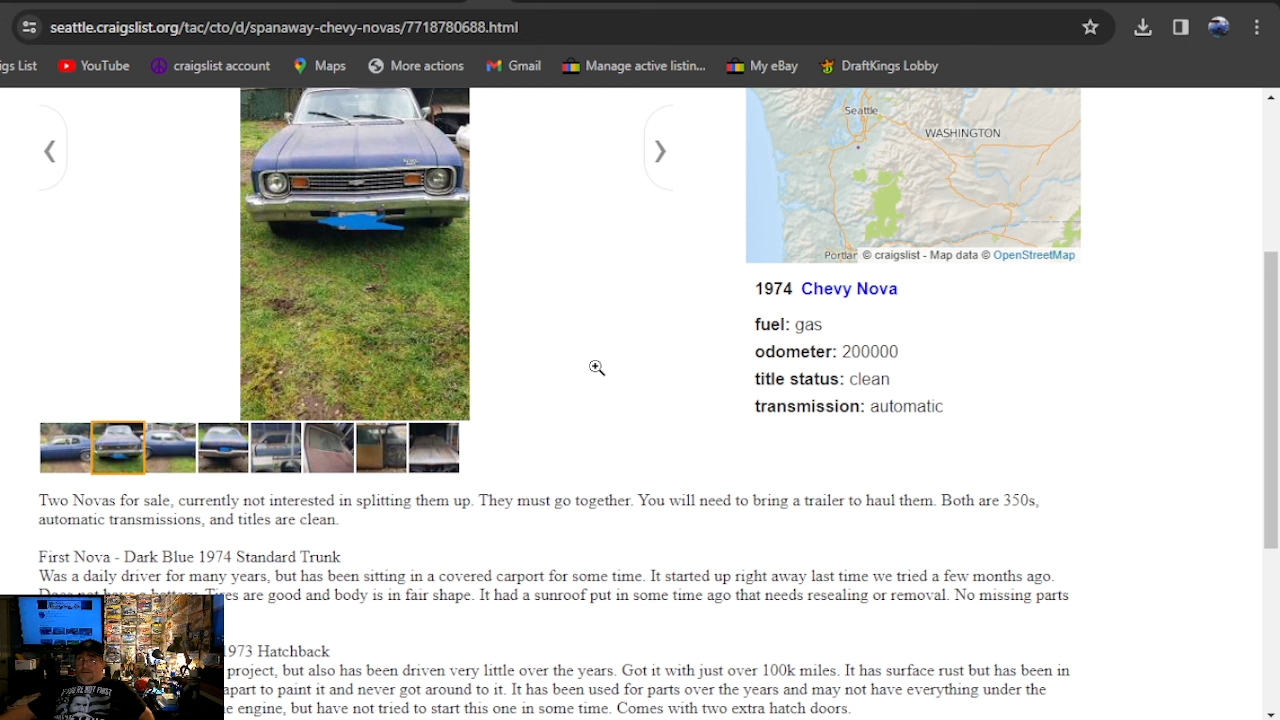 seattle.craigslist.org/tac/cto/d/spanaway-chevy-novas/7718780688.html
igs List YouTube craigslist account Maps More actions Gmail Manage active listin... My eBay DraftKings Lobby
Seattle
WASHINGTON
Portlar © craigslist - Map data © OpenStreetMap
1974 Chevy Nova
fuel: gas
odometer: 200000
title status: clean
transmission: automatic
Two Novas for sale, currently not interested in splitting them up. They must go together. You will need to bring a trailer to haul them. Both are 350s,
automatic transmissions, and titles are clean.
First Nova - Dark Blue 1974 Standard Trunk
Was a daily driver for many years, but has been sitting in a covered carport for some time. It started up right away last time we tried a few months ago.
Does not have a battery. Tires are good and body is in fair shape. It had a sunroof put in some time ago that needs resealing or removal. No missing parts
1973 Hatchback
project, but also has been driven very little over the years. Got it with just over 100k miles. It has surface rust but has been in
apart to paint it and never got around to it. It has been used for parts over the years and may not have everything under the
engine, but have not tried to start this one in some time. Comes with two extra hatch doors.